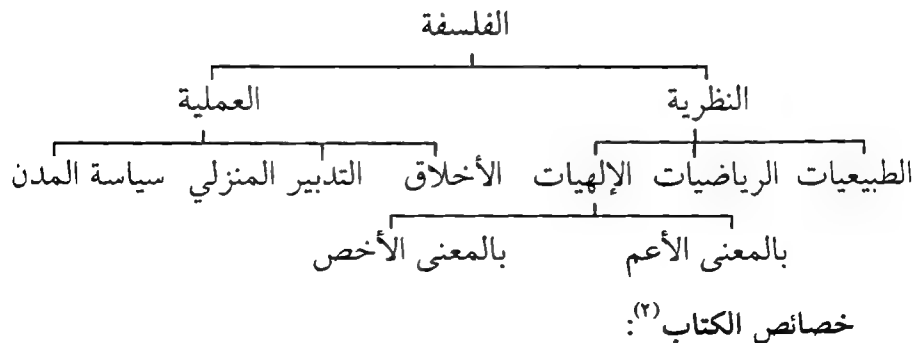 الفلسفة
النظرية العملية
الطبيعيات الرياضيات الإلهيات الأخلاق التدبير المنزلي سياسة المدن
بالمعنى الأعم بالمعنى الأخص
خصائص الكتاب(٢):